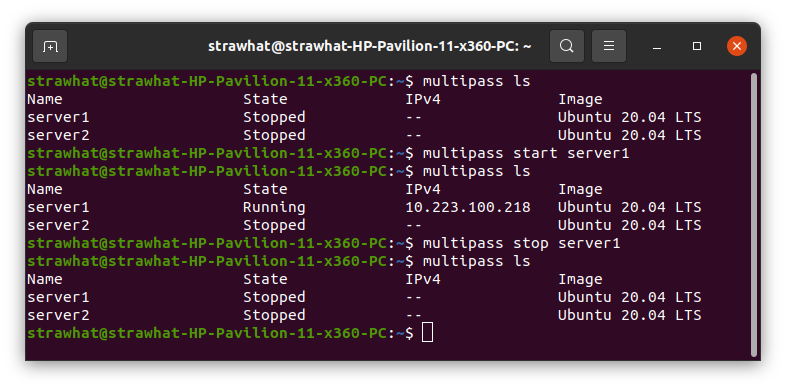 strawhat@strawhat-HP-Pavilion-11-x360-PC: ~
strawhat@strawhat-HP-Pavilion-11-x360-PC:~$ multipass ls
Name State IPv4 Image
server1 Stopped -- Ubuntu 20.04 LTS
server2 Stopped -- Ubuntu 20.04 LTS
strawhat@strawhat-HP-Pavilion-11-x360-PC:~$ multipass start server1
strawhat@strawhat-HP-Pavilion-11-x360-PC:~$ multipass ls
Name State IPv4 Image
server1 Running 10.223.100.218 Ubuntu 20.04 LTS
server2 Stopped -- Ubuntu 20.04 LTS
strawhat@strawhat-HP-Pavilion-11-x360-PC:~$ multipass stop server1
strawhat@strawhat-HP-Pavilion-11-x360-PC:~$ multipass ls
Name State IPv4 Image
server1 Stopped -- Ubuntu 20.04 LTS
server2 Stopped -- Ubuntu 20.04 LTS
strawhat@strawhat-HP-Pavilion-11-x360-PC:~$